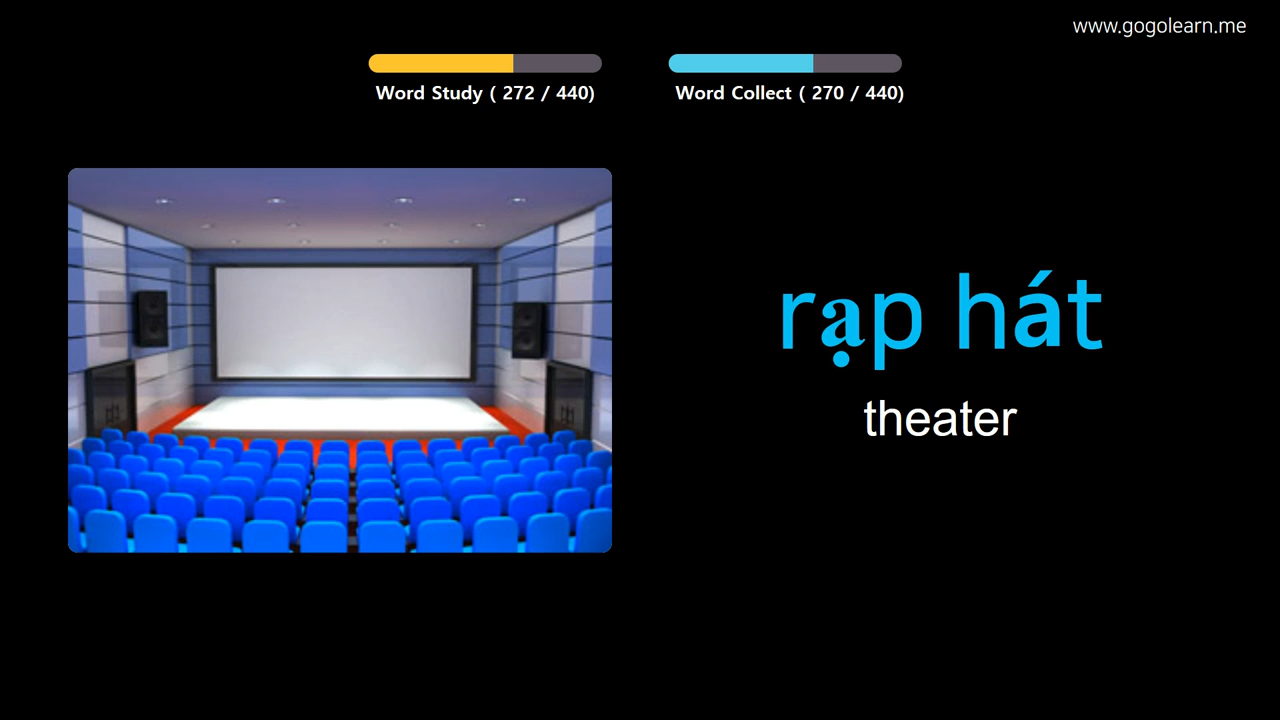 www.gogolearn.me
Word Study ( 272 / 440)
Word Collect ( 270 / 440)
rạp hát
theater